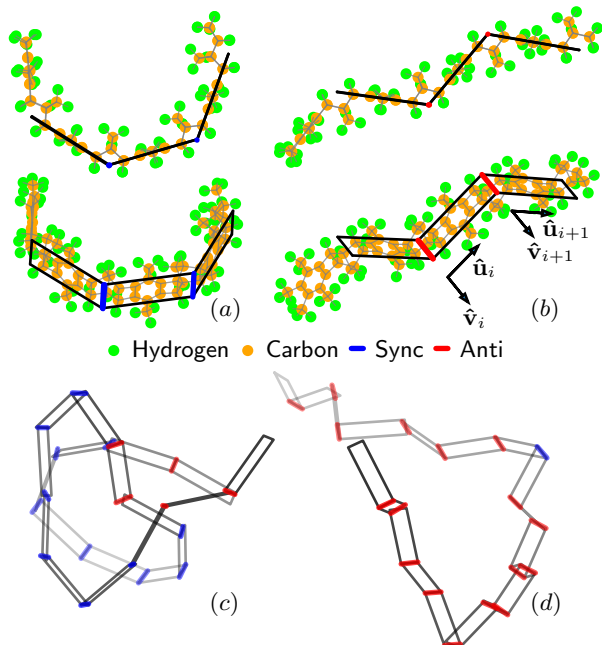 (a)
û_{i+1}
v̂_{i+1}
û_i
v̂_i
(b)
Hydrogen Carbon Sync Anti
(c)
(d)